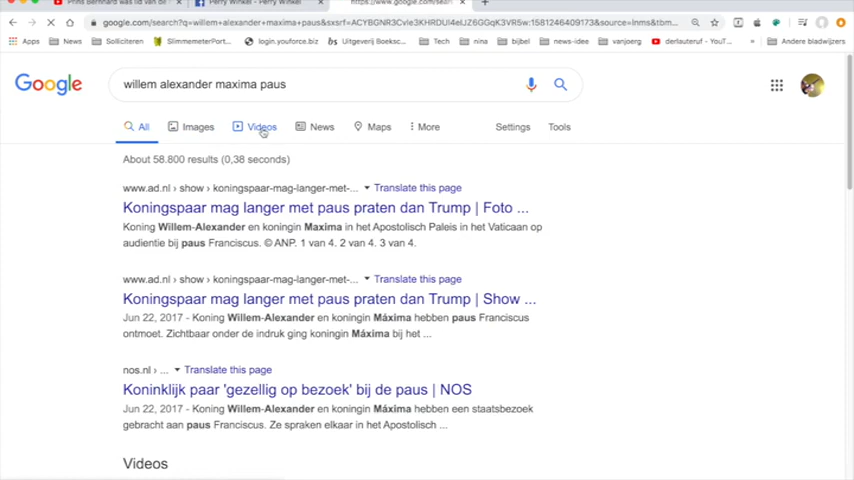 Prins Bernhard was lid van de
Perry Winkel - Perry Winkel
https://www.google.com/sear
google.com/search?q=willem+alexander+maxima+paus&sxsrf=
Apps News Solliciteren SlimmemeterPortal login.youforce.biz Uitgeverij Boeksc... Tech nina bijbel news-idee vanjoerg derlauteruf - YouT... Andere bladwijzers
Google
willem alexander maxima paus
All Images Videos News Maps More Settings Tools
About 58.800 results (0,38 seconds)
www.ad.nl › show › koningspaar-mag-langer-met-... Translate this page
Koningspaar mag langer met paus praten dan Trump | Foto ...
Koning Willem-Alexander en koningin Maxima in het Apostolisch Paleis in het Vaticaan op
audientie bij paus Franciscus. © ANP. 1 van 4. 2 van 4. 3 van 4.
www.ad.nl › show › koningspaar-mag-langer-met-... Translate this page
Koningspaar mag langer met paus praten dan Trump | Show ...
Jun 22, 2017 - Koning Willem-Alexander en koningin Máxima hebben paus Franciscus
ontmoet. Zichtbaar onder de indruk ging koningin Máxima bij het ...
nos.nl › ... Translate this page
Koninklijk paar 'gezellig op bezoek' bij de paus | NOS
Jun 22, 2017 - Koning Willem-Alexander en koningin Máxima hebben een staatsbezoek
gebracht aan paus Franciscus. Ze spraken elkaar in het Apostolisch ...
Videos